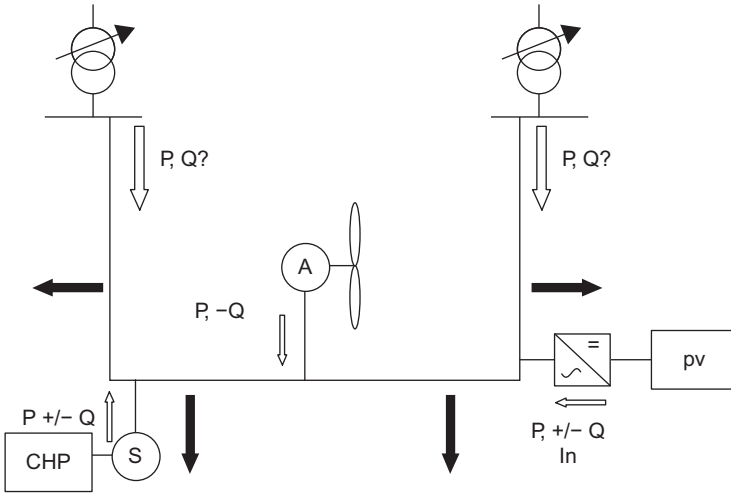 P, Q?
P, Q?
A
P, −Q
=
pv
P +/− Q
P, +/− Q
In
CHP
S